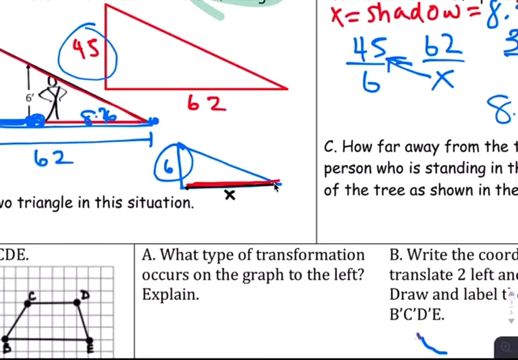 x = shadow = 8.
45
62
45
6
62
x
6'
8.26
62
6
x
8.
C. How far away from the t
person who is standing in th
of the tree as shown in the
wo triangle in this situation.
CDE.
A. What type of transformation
occurs on the graph to the left?
Explain.
B. Write the coord
translate 2 left and
Draw and label t
B'C'D'E.
C
D
B
E